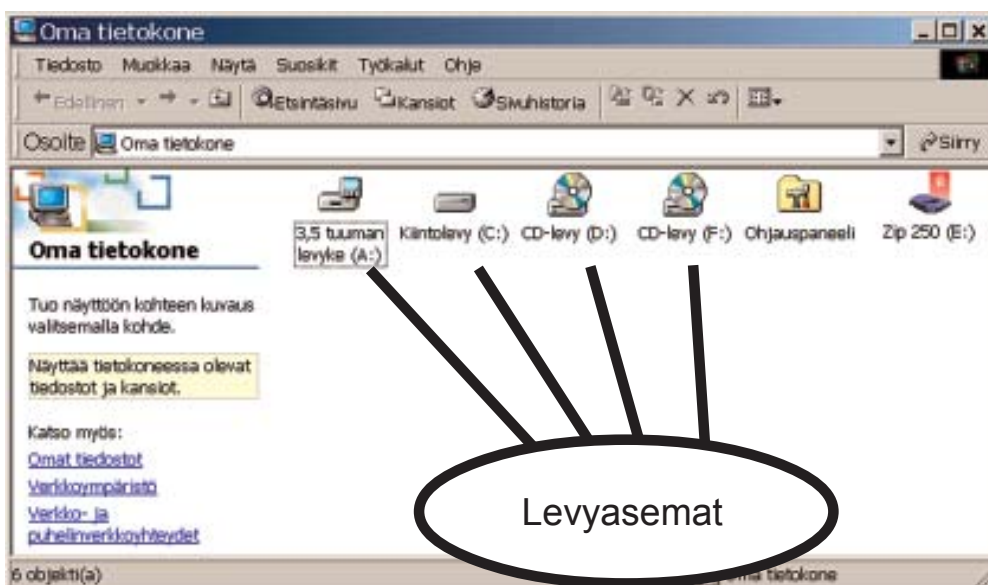 Oma tietokone
Tiedosto Muokkaa Näytä Suosikit Työkalut Ohje
Edellinen Etsintäsivu Kansiot Sivuhistoria
Osoite Oma tietokone Siirry
3,5 tuuman levyke (A:)
Kiintolevy (C:)
CD-levy (D:)
CD-levy (F:)
Ohjauspaneeli
Zip 250 (E:)
Oma tietokone
Tuo näyttöön kohteen kuvaus
valitsemalla kohde.
Näyttää tietokoneessa olevat
tiedostot ja kansiot.
Katso myös:
Omat tiedostot
Verkkoympäristö
Verkko- ja
puhelinverkkoyhteydet
Levyasemat
6 objekti(a) oma tietokone